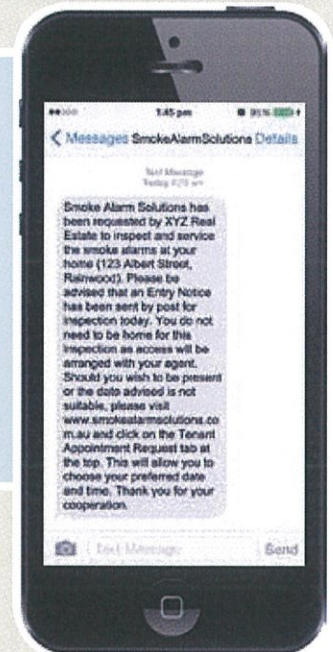 1:45 pm
95%
Messages SmokeAlarmSolutions Details
Text Message
Today
Smoke Alarm Solutions has
been requested by XYZ Real
Estate to inspect and service
the smoke alarms at your
home (123 Albert Street,
Rainwood). Please be
advised that an Entry Notice
has been sent by post for
inspection today. You do not
need to be home for this
inspection as access will be
arranged with your agent.
Should you wish to be present
or the date advised is not
suitable, please visit
www.smokealarmsolutions.co
m.au and click on the Tenant
Appointment Request tab at
the top. This will allow you to
choose your preferred date
and time. Thank you for your
cooperation.
Text Message
Send